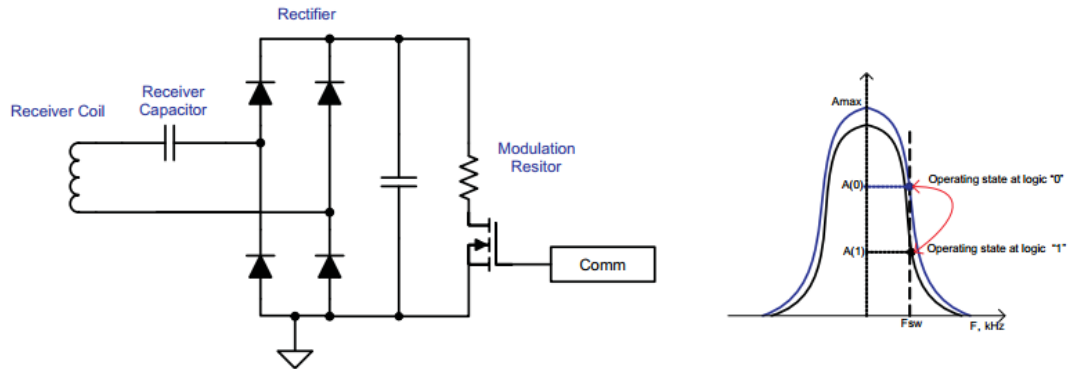 Rectifier
Receiver
Capacitor
Receiver Coil
Modulation
Resitor
Comm
Amax
A(0)
Operating state at logic “0”
A(1)
Operating state at logic “1”
Fsw
F, kHz